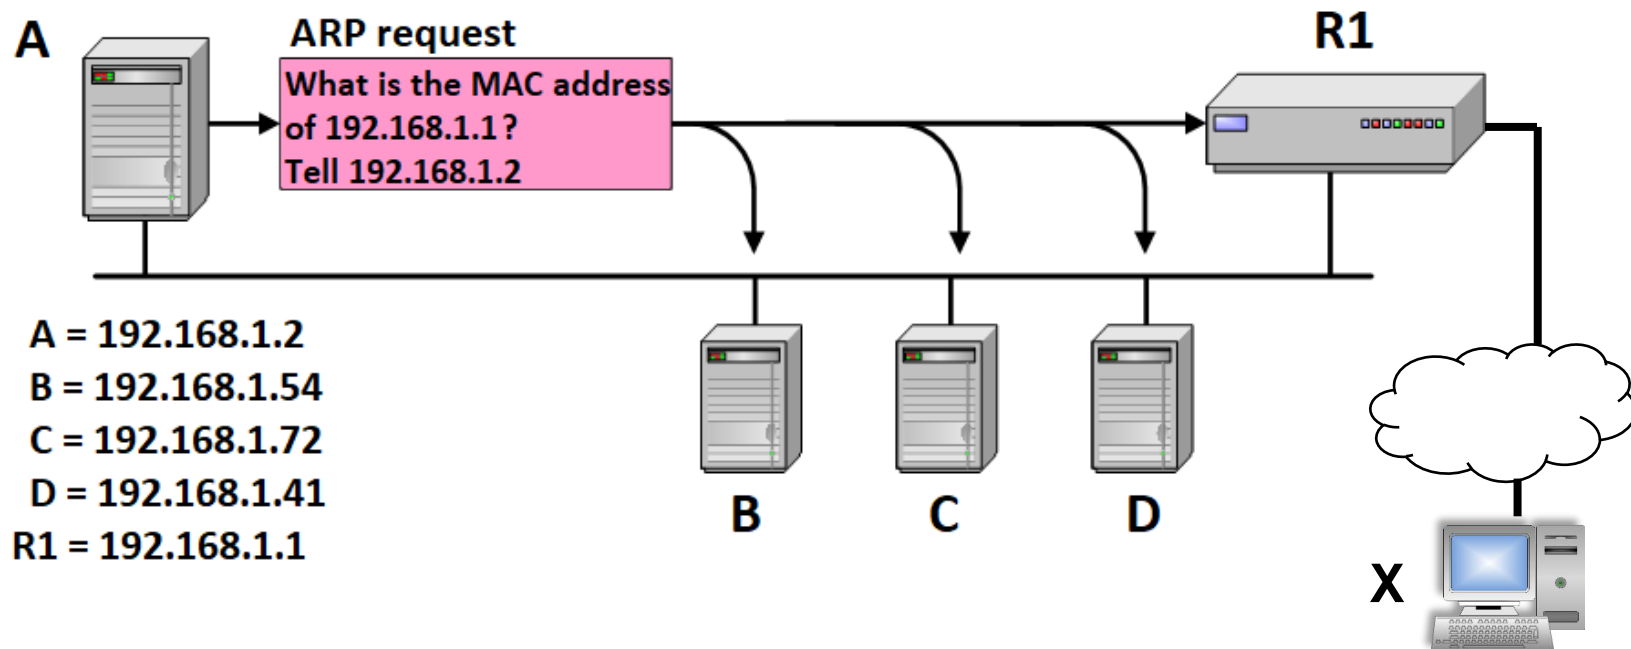 A
ARP request
R1
What is the MAC address
of 192.168.1.1?
Tell 192.168.1.2
A = 192.168.1.2
B = 192.168.1.54
C = 192.168.1.72
D = 192.168.1.41
R1 = 192.168.1.1
B
C
D
X